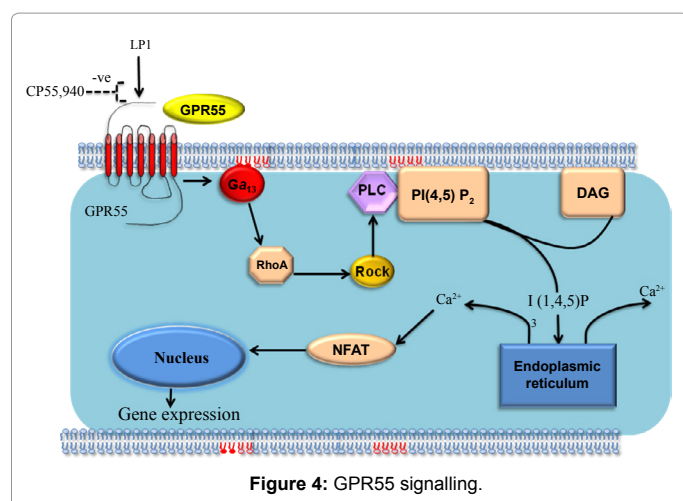 LP1
-ve
CP55,940
GPR55
GPR55
Gα13
RhoA
Rock
PLC
PI(4,5) P2
DAG
I (1,4,5)P
3
Ca2+
Ca2+
Endoplasmic
reticulum
NFAT
Nucleus
Gene expression
Figure 4: GPR55 signalling.